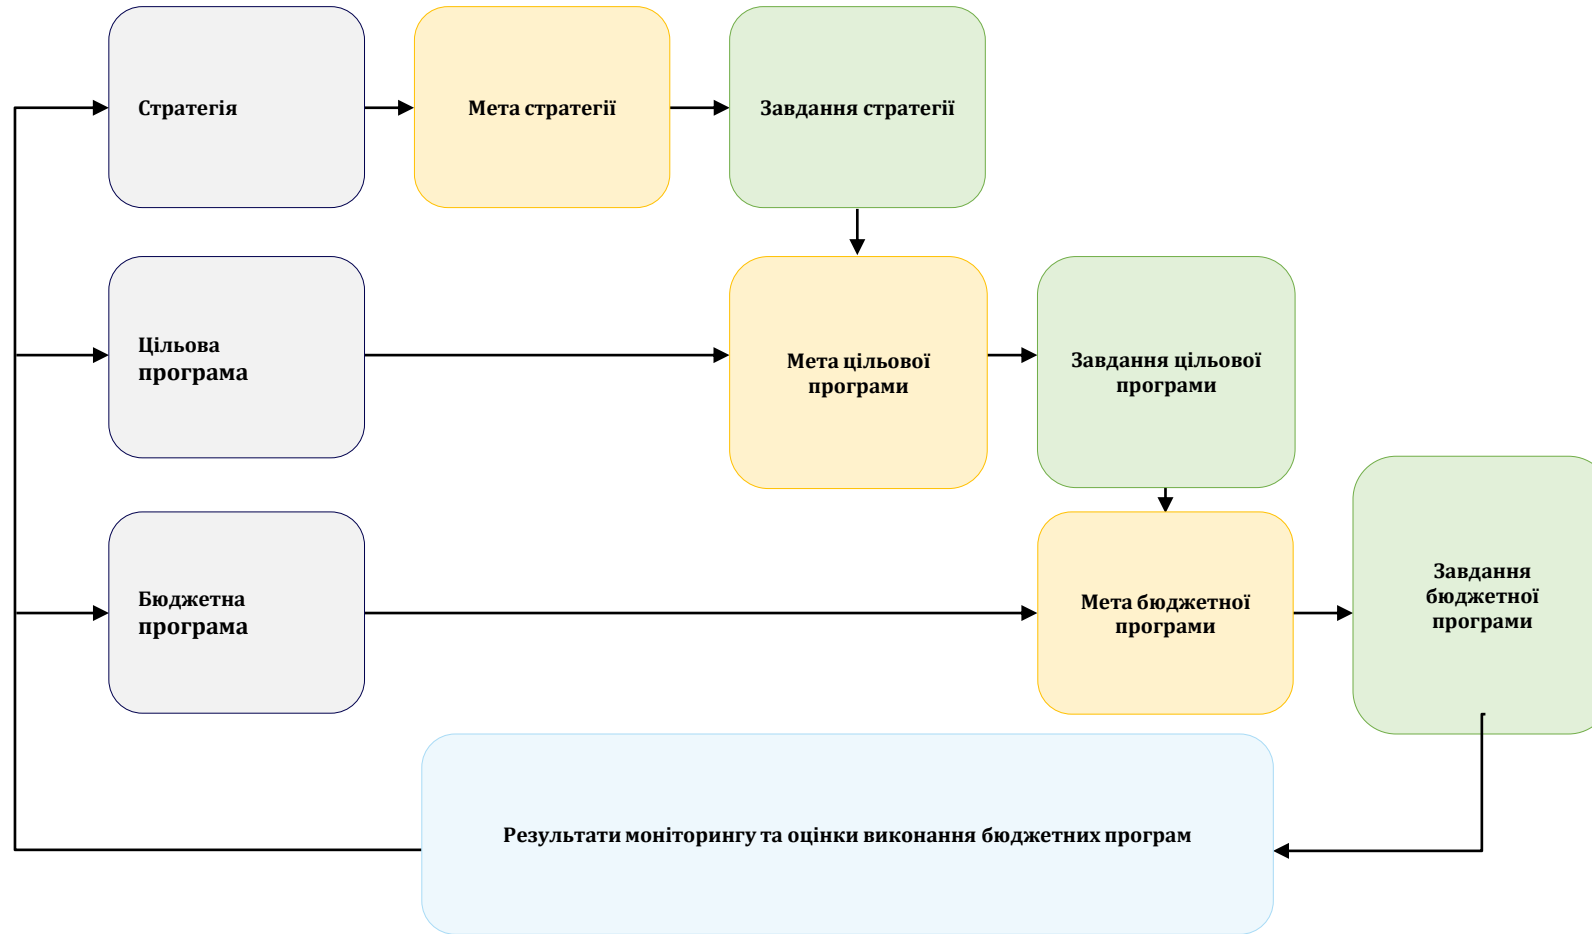 Стратегія
Мета стратегії
Завдання стратегії
Цільова
програма
Мета цільової
програми
Завдання цільової
програми
Бюджетна
програма
Мета бюджетної
програми
Завдання
бюджетної
програми
Результати моніторингу та оцінки виконання бюджетних програм